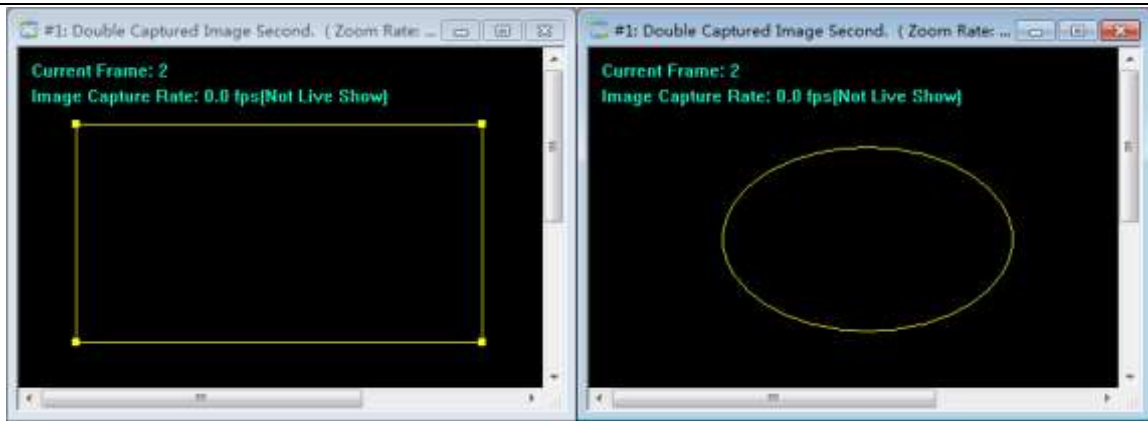 #1: Double Captured Image Second. ( Zoom Rate: ...
Current Frame: 2
Image Capture Rate: 0.0 fps(Not Live Show)
#1: Double Captured Image Second. ( Zoom Rate: ...
Current Frame: 2
Image Capture Rate: 0.0 fps(Not Live Show)